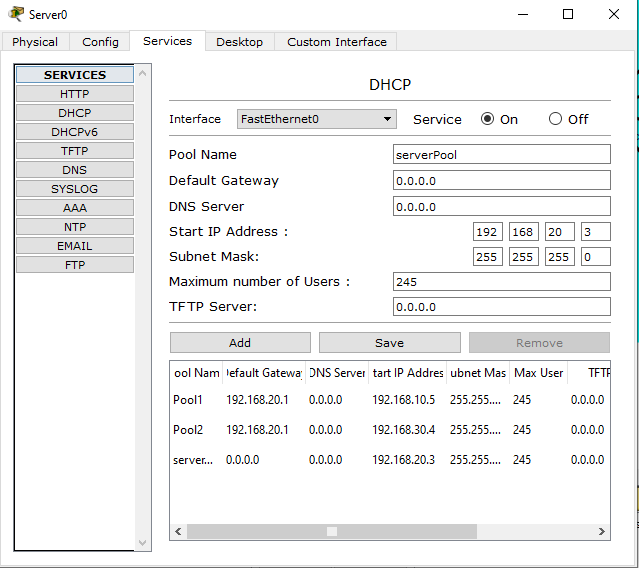 Server0
Physical Config Services Desktop Custom Interface
SERVICES
HTTP
DHCP
DHCPv6
TFTP
DNS
SYSLOG
AAA
NTP
EMAIL
FTP
DHCP
Interface FastEthernet0 Service On Off
Pool Name serverPool
Default Gateway 0.0.0.0
DNS Server 0.0.0.0
Start IP Address : 192 168 20 3
Subnet Mask: 255 255 255 0
Maximum number of Users : 245
TFTP Server: 0.0.0.0
Add Save Remove
ool Nam efault Gateway DNS Server tart IP Addres ubnet Mas Max User TFTP
Pool1 192.168.20.1 0.0.0.0 192.168.10.5 255.255.... 245 0.0.0.0
Pool2 192.168.20.1 0.0.0.0 192.168.30.4 255.255.... 245 0.0.0.0
server... 0.0.0.0 0.0.0.0 192.168.20.3 255.255.... 245 0.0.0.0